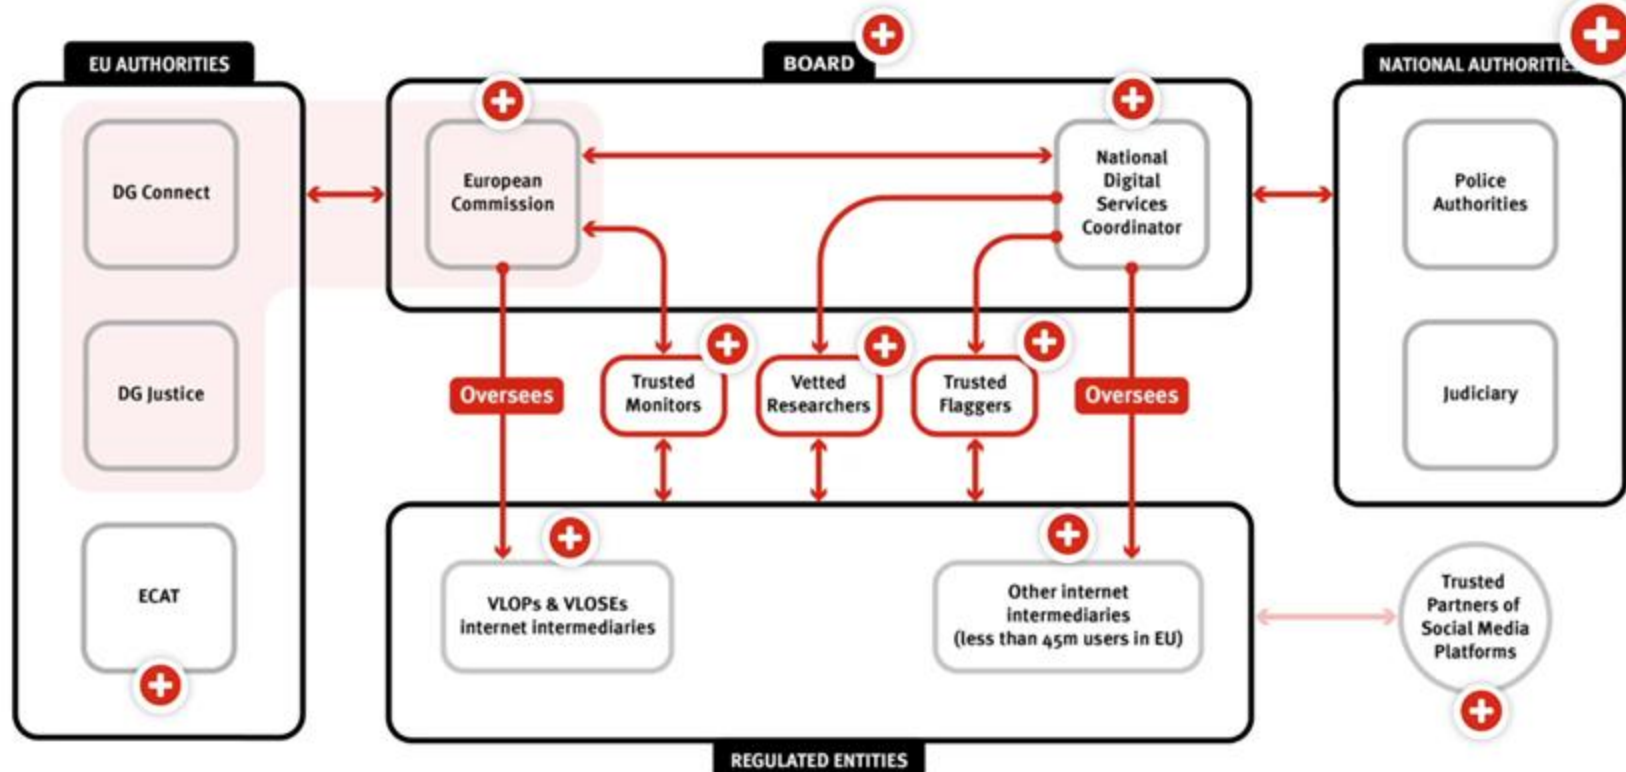 EU AUTHORITIES
BOARD
NATIONAL AUTHORITIE
DG Connect
European
Commission
National
Digital
Services
Coordinator
Police
Authorities
DG Justice
Oversees
Trusted
Monitors
Vetted
Researchers
Trusted
Flaggers
Oversees
Judiciary
ECAT
VLOPs & VLOSEs
internet intermediaries
Other internet
intermediaries
(less than 45m users in EU)
Trusted
Partners of
Social Media
Platforms
REGULATED ENTITIES